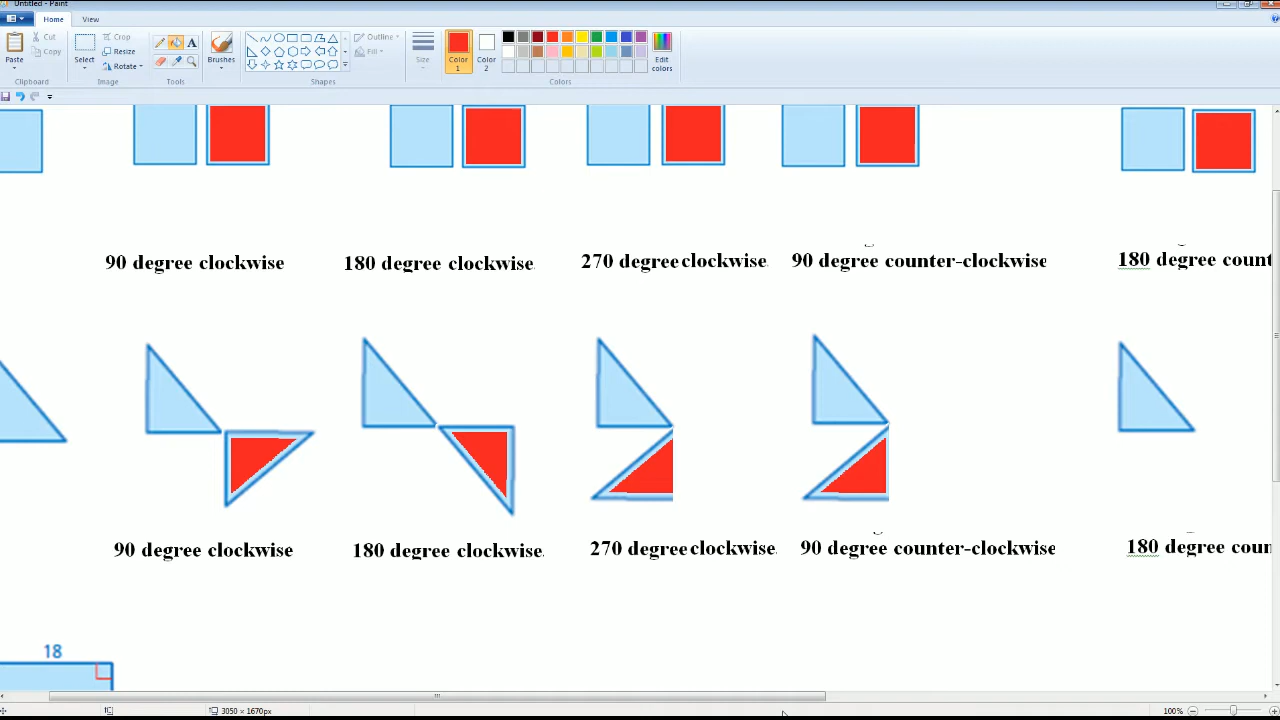 Untitled - Paint
Home View
Paste
Cut
Copy
Clipboard
Select
Crop
Resize
Rotate
Image
A
Tools
Brushes
Outline
Fill
Shapes
Size
Color 1
Color 2
Edit colors
Colors
90 degree clockwise
180 degree clockwise
270 degree clockwise
90 degree counter-clockwise
180 degree count
90 degree clockwise
180 degree clockwise
270 degree clockwise
90 degree counter-clockwise
180 degree coun
18
3050 × 1670px
100%